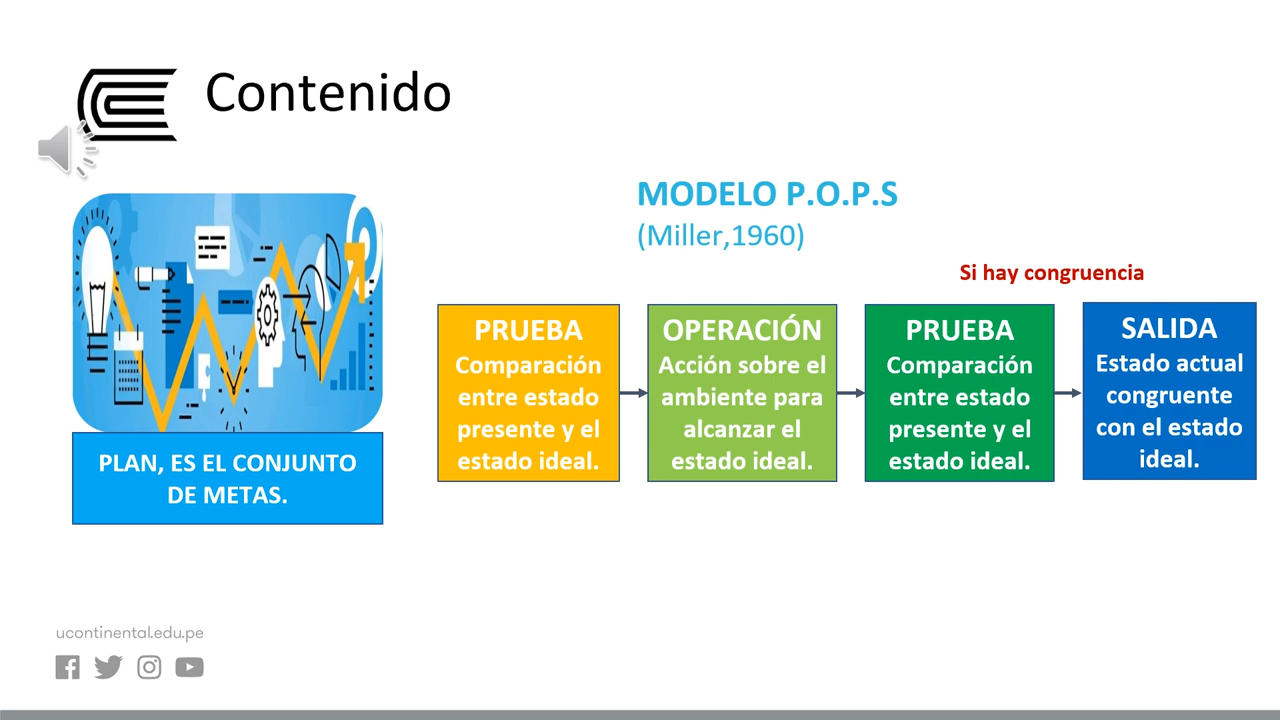 Contenido
MODELO P.O.P.S
(Miller,1960)
Si hay congruencia
PRUEBA
Comparación
entre estado
presente y el
estado ideal.
OPERACIÓN
Acción sobre el
ambiente para
alcanzar el
estado ideal.
PRUEBA
Comparación
entre estado
presente y el
estado ideal.
SALIDA
Estado actual
congruente
con el estado
ideal.
PLAN, ES EL CONJUNTO
DE METAS.
ucontinental.edu.pe